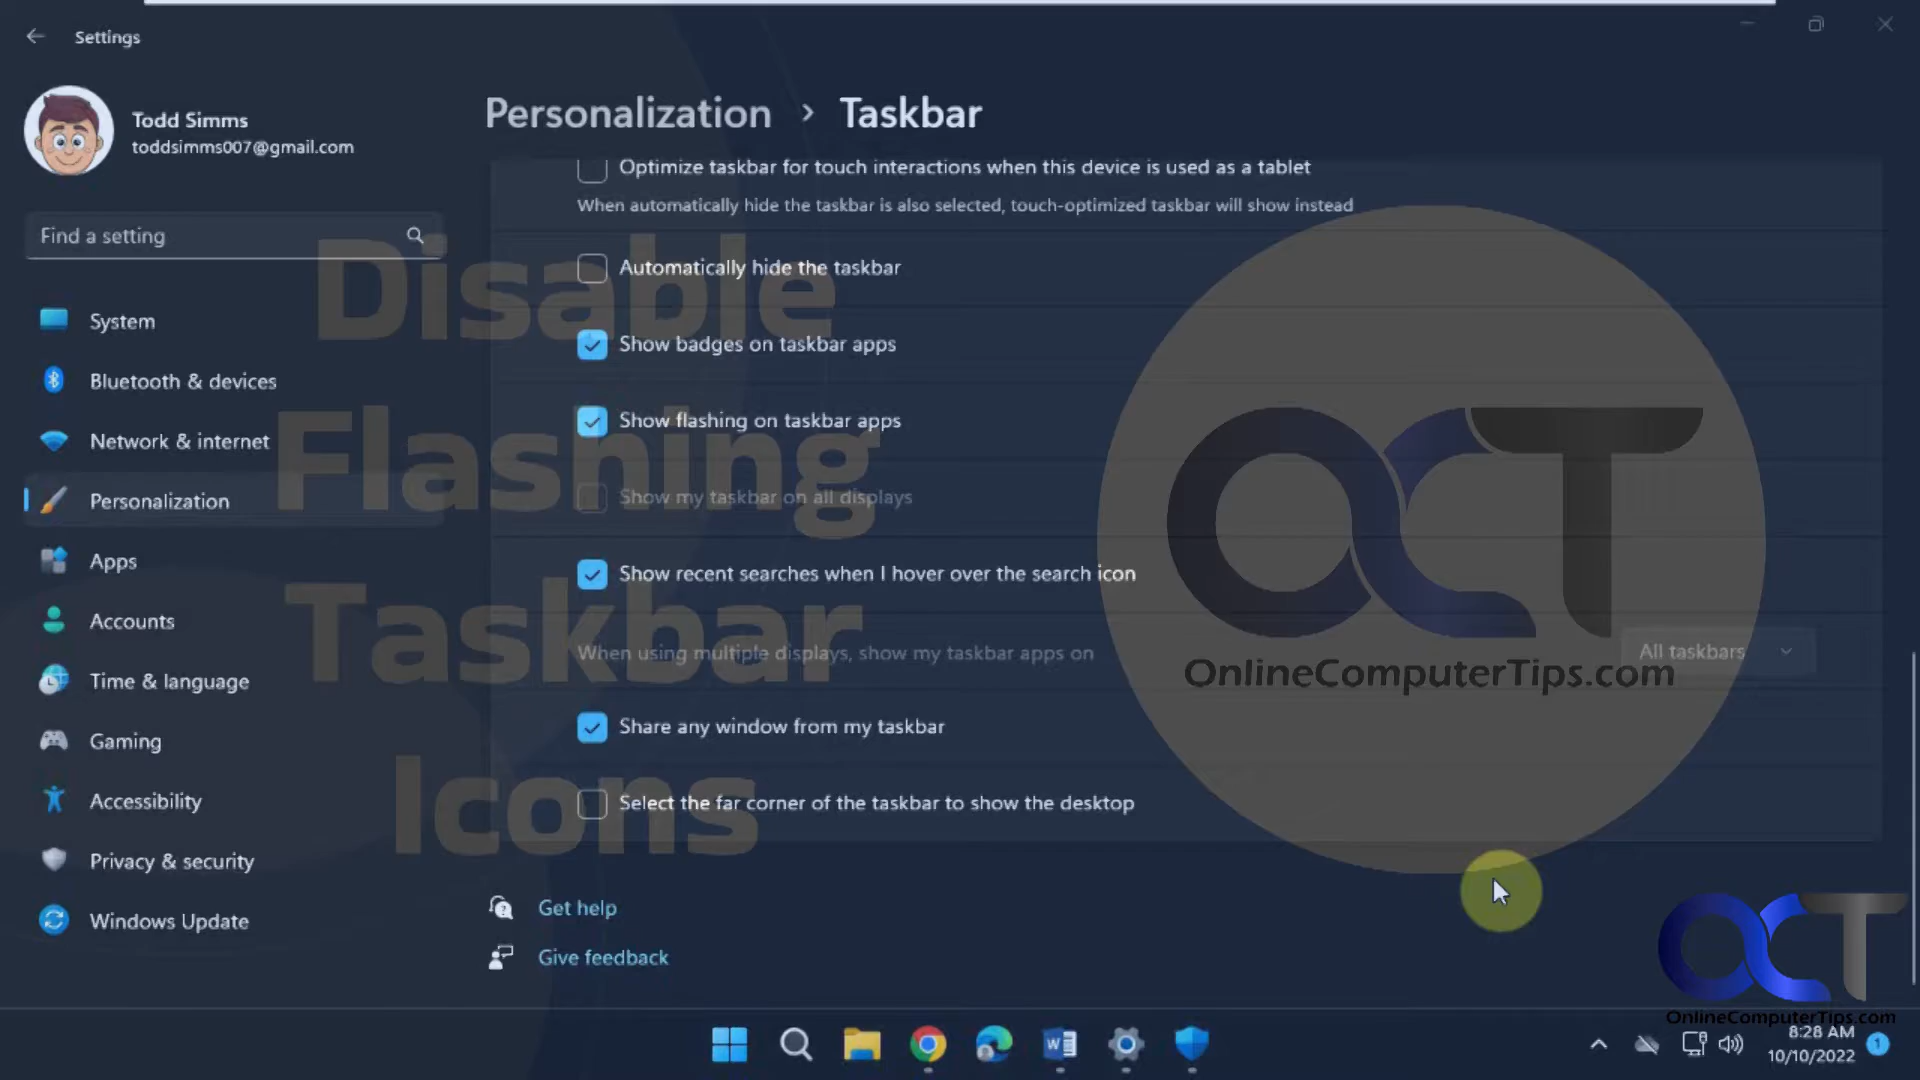 Settings
Todd Simms
toddsimms007@gmail.com
Find a setting
System
Bluetooth & devices
Network & internet
Personalization
Apps
Accounts
Time & language
Gaming
Accessibility
Privacy & security
Windows Update
Personalization › Taskbar
Optimize taskbar for touch interactions when this device is used as a tablet
When automatically hide the taskbar is also selected, touch-optimized taskbar will show instead
Automatically hide the taskbar
Show badges on taskbar apps
Show flashing on taskbar apps
Show my taskbar on all displays
Show recent searches when I hover over the search icon
When using multiple displays, show my taskbar apps on
All taskbars
Share any window from my taskbar
Select the far corner of the taskbar to show the desktop
Get help
Give feedback
Disable
Flashing
Taskbar
Icons
OCT
OnlineComputerTips.com
OCT
OnlineComputerTips.com
W
8:28 AM
10/10/2022
1